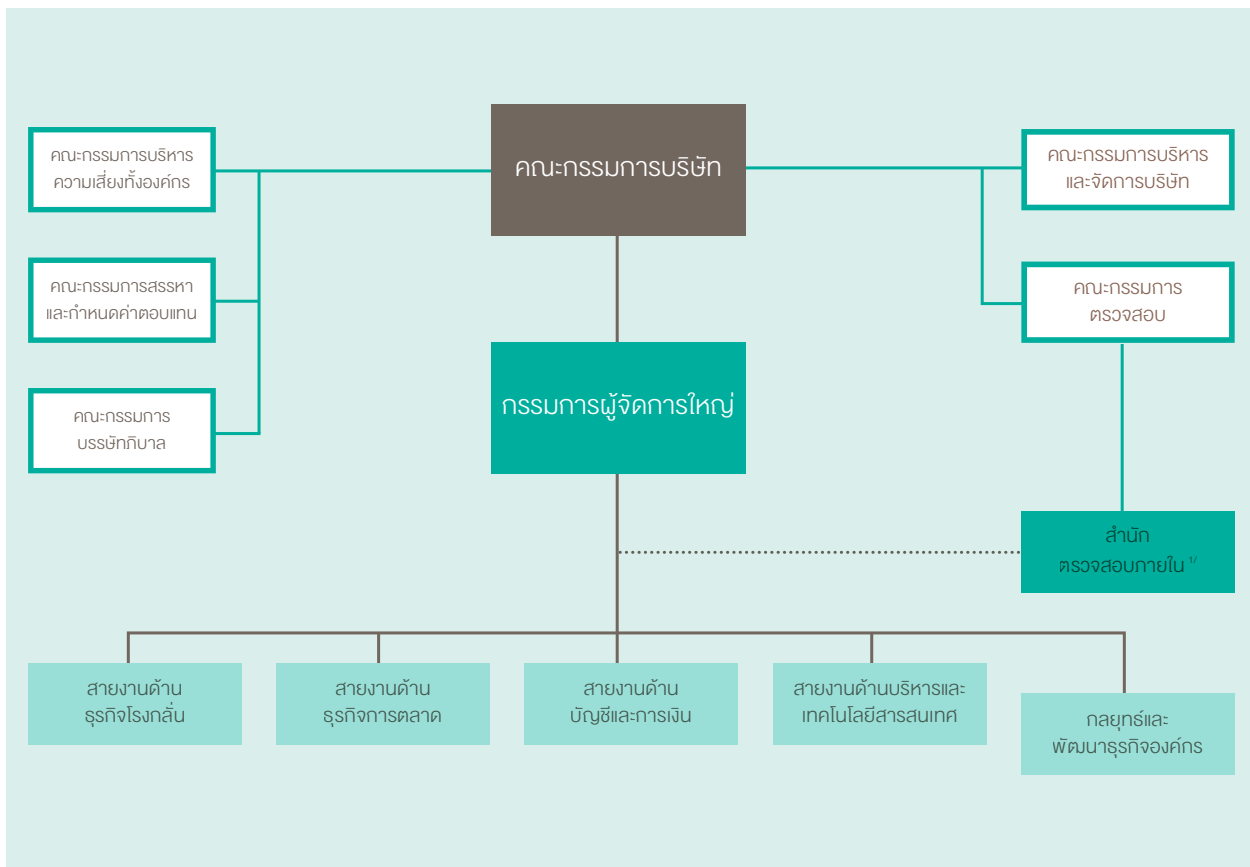 คณะกรรมการบริษัท
คณะกรรมการบริหาร
ความเสี่ยงทั้งองค์กร
คณะกรรมการสรรหา
และกำหนดค่าตอบแทน
คณะกรรมการ
บรรษัทภิบาล
คณะกรรมการบริหาร
และจัดการบริษัท
คณะกรรมการ
ตรวจสอบ
กรรมการผู้จัดการใหญ่
สำนัก
ตรวจสอบภายใน 1/
สายงานด้าน
ธุรกิจโรงกลั่น
สายงานด้าน
ธุรกิจการตลาด
สายงานด้าน
บัญชีและการเงิน
สายงานด้านบริหารและ
เทคโนโลยีสารสนเทศ
กลยุทธ์และ
พัฒนาธุรกิจองค์กร